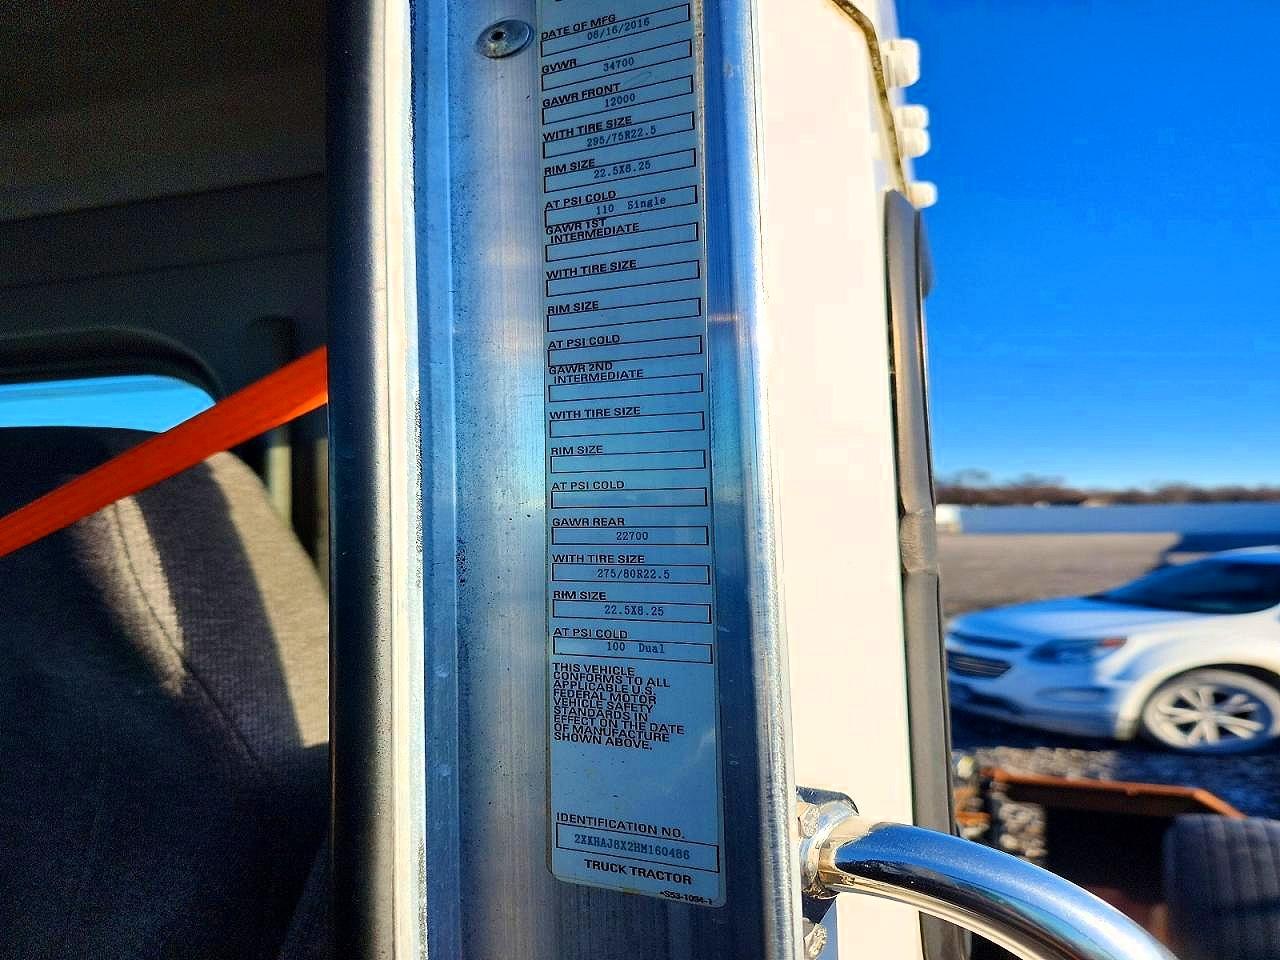 DATE OF MFG
08/16/2016
GVWR
34700
GAWR FRONT
12000
WITH TIRE SIZE
295/75R22.5
RIM SIZE
22.5X8.25
AT PSI COLD
110 Single
GAWR 1ST
INTERMEDIATE
WITH TIRE SIZE
RIM SIZE
AT PSI COLD
GAWR 2ND
INTERMEDIATE
WITH TIRE SIZE
RIM SIZE
AT PSI COLD
GAWR REAR
22700
WITH TIRE SIZE
275/80R22.5
RIM SIZE
22.5X8.25
AT PSI COLD
100 Dual
THIS VEHICLE
CONFORMS TO ALL
APPLICABLE U.S.
FEDERAL MOTOR
VEHICLE SAFETY
STANDARDS IN
EFFECT ON THE DATE
OF MANUFACTURE
SHOWN ABOVE.
IDENTIFICATION NO.
2XKHAJ8X2HM160486
TRUCK TRACTOR